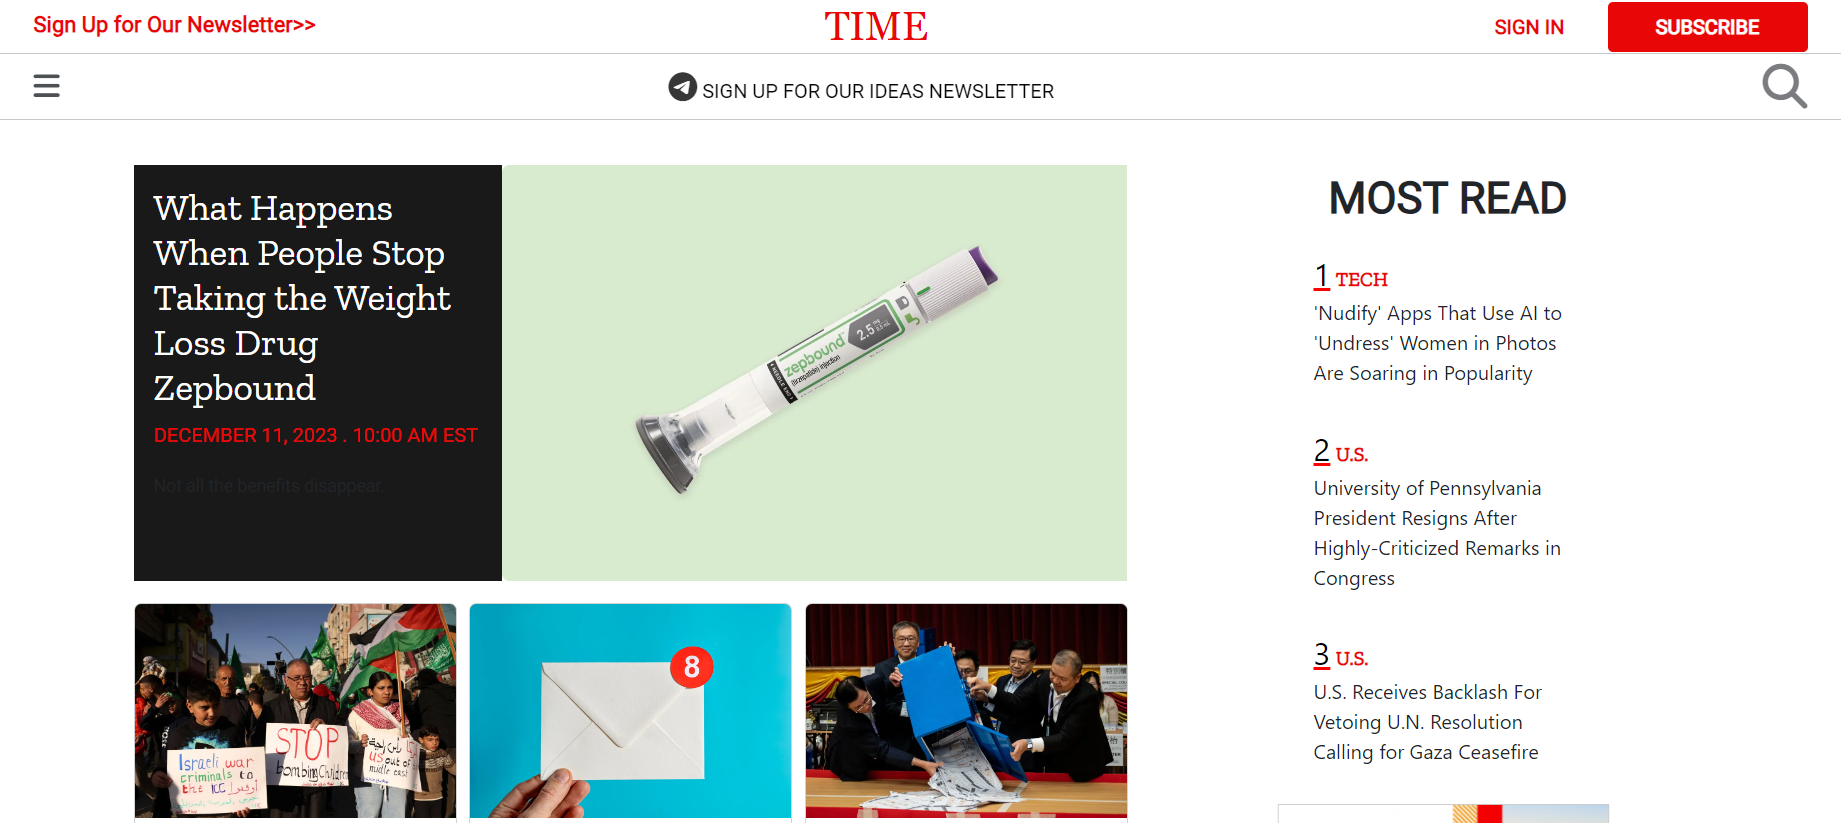 Sign Up for Our Newsletter>>
TIME
SIGN IN
SUBSCRIBE
SIGN UP FOR OUR IDEAS NEWSLETTER
What Happens
When People Stop
Taking the Weight
Loss Drug
Zepbound
DECEMBER 11, 2023 . 10:00 AM EST
Not all the benefits disappear.
zepbound
(tirzepatide) injection
2.5 mg
MOST READ
1 TECH
'Nudify' Apps That Use AI to
'Undress' Women in Photos
Are Soaring in Popularity
2 U.S.
University of Pennsylvania
President Resigns After
Highly-Criticized Remarks in
Congress
3 U.S.
U.S. Receives Backlash For
Vetoing U.N. Resolution
Calling for Gaza Ceasefire
Israeli war
criminals to
the ICC
STOP
bombing Children
US out of
middle east
8